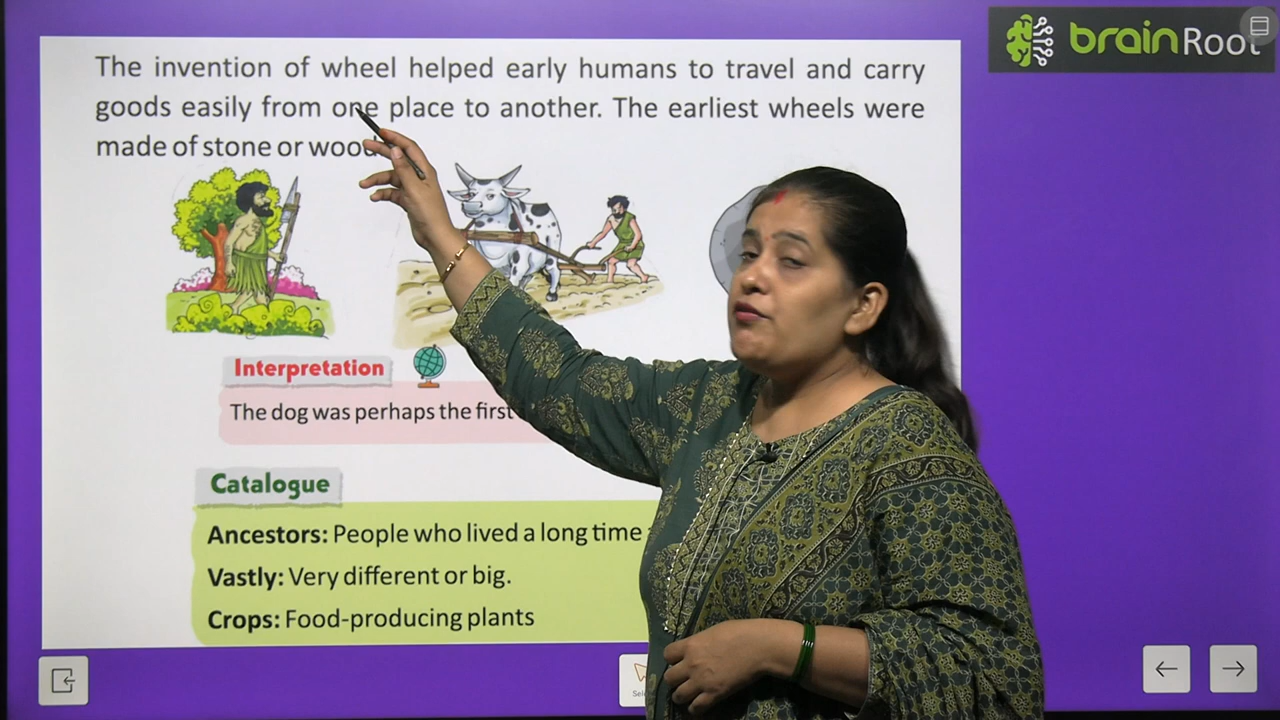 brainRoot
The invention of wheel helped early humans to travel and carry
goods easily from one place to another. The earliest wheels were
made of stone or wood
Interpretation
The dog was perhaps the first
Catalogue
Ancestors: People who lived a long time
Vastly: Very different or big.
Crops: Food-producing plants